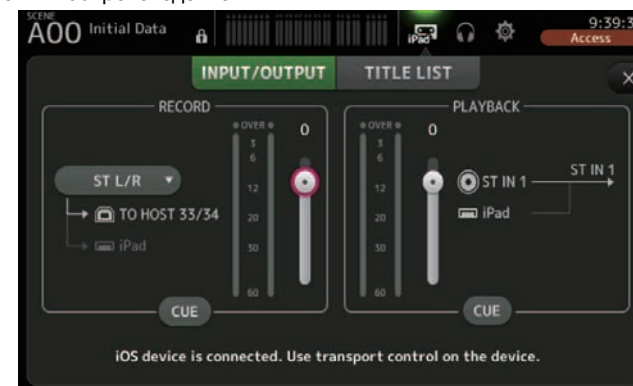 SCENE
A00 Initial Data
iPad
9:39:3
Access
INPUT/OUTPUT
TITLE LIST
RECORD
OVER
0
3
6
12
20
30
60
ST L/R
TO HOST 33/34
iPad
CUE
PLAYBACK
OVER
0
3
6
12
20
30
60
ST IN 1
ST IN 1
iPad
CUE
iOS device is connected. Use transport control on the device.